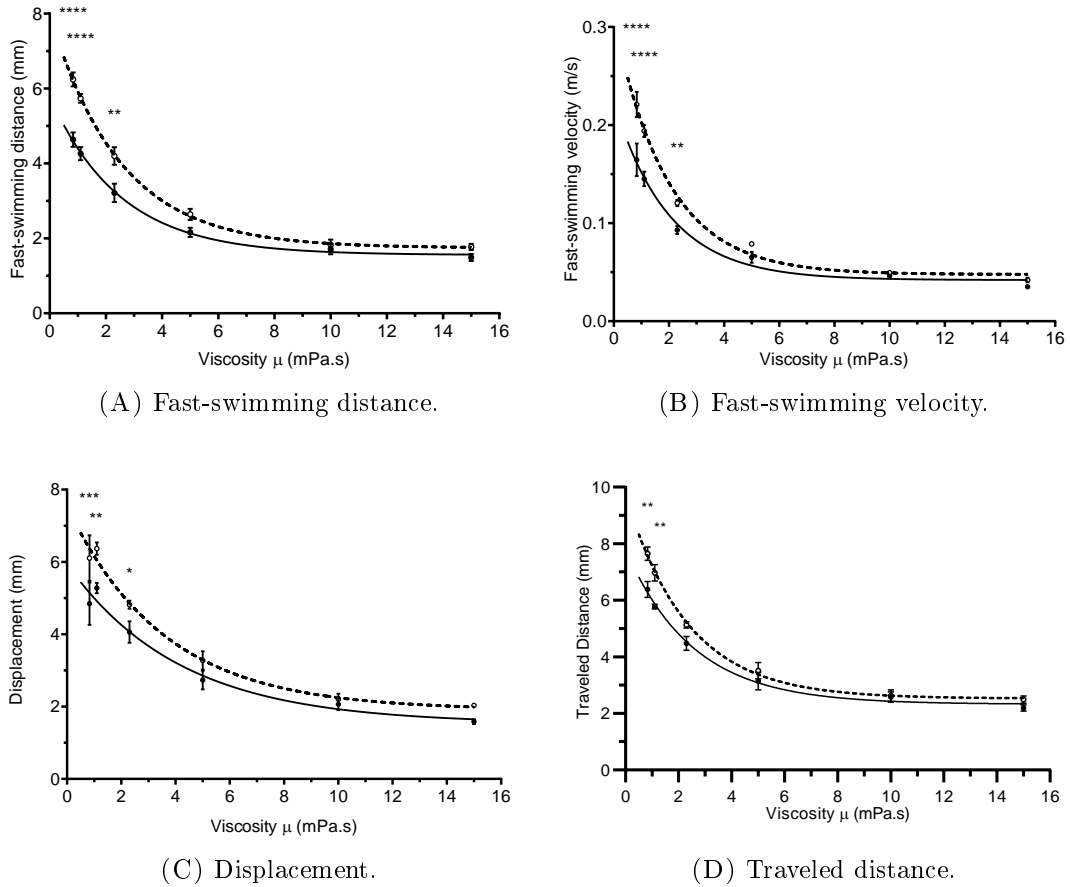 8
6
4
2
0
****
****
**
Fast-swimming distance (mm)
0 2 4 6 8 10 12 14 16
Viscosity μ (mPa.s)
(A) Fast-swimming distance.
0.3
0.2
0.1
0.0
****
****
**
Fast-swimming velocity (m/s)
0 2 4 6 8 10 12 14 16
Viscosity μ (mPa.s)
(B) Fast-swimming velocity.
8
6
4
2
0
***
**
*
Displacement (mm)
0 2 4 6 8 10 12 14 16
Viscosity μ (mPa.s)
(C) Displacement.
10
8
6
4
2
0
**
**
Traveled Distance (mm)
0 2 4 6 8 10 12 14 16
Viscosity μ (mPa.s)
(D) Traveled distance.